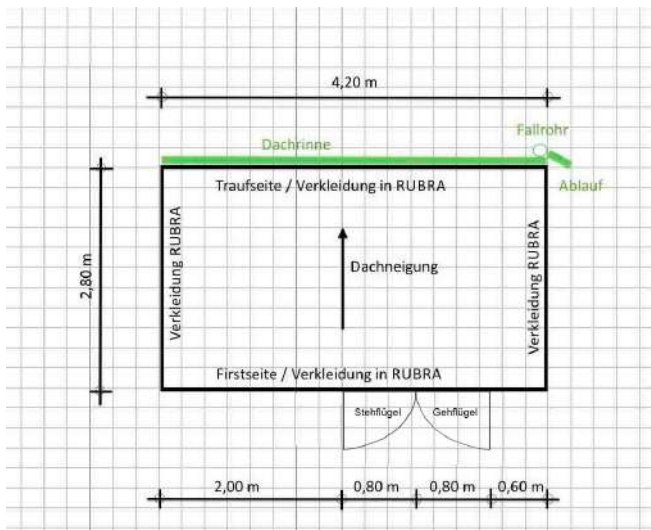 4,20 m
Fallrohr
Dachrinne
Ablauf
Traufseite / Verkleidung in RUBRA
2,80 m
Verkleidung RUBRA
Dachneigung
Verkleidung RUBRA
Firstseite / Verkleidung in RUBRA
Stehflügel
Gehflügel
2,00 m
0,80 m
0,80 m
0,60 m